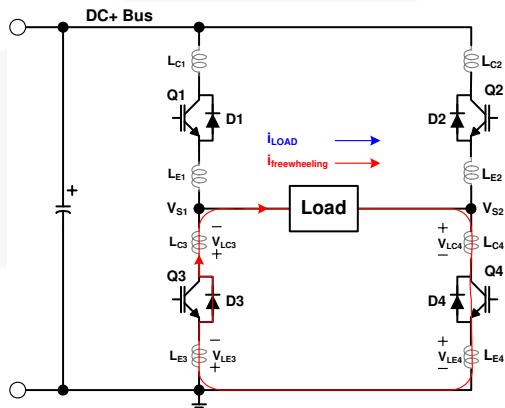 DC+ Bus
LC1
LC2
Q1
D1
D2
Q2
iLOAD
ifreewheeling
LE1
LE2
+
VS1
Load
VS2
−
+
LC3
VLC3
VLC4
LC4
+
−
Q3
D3
D4
Q4
−
+
LE3
VLE3
VLE4
LE4
+
−